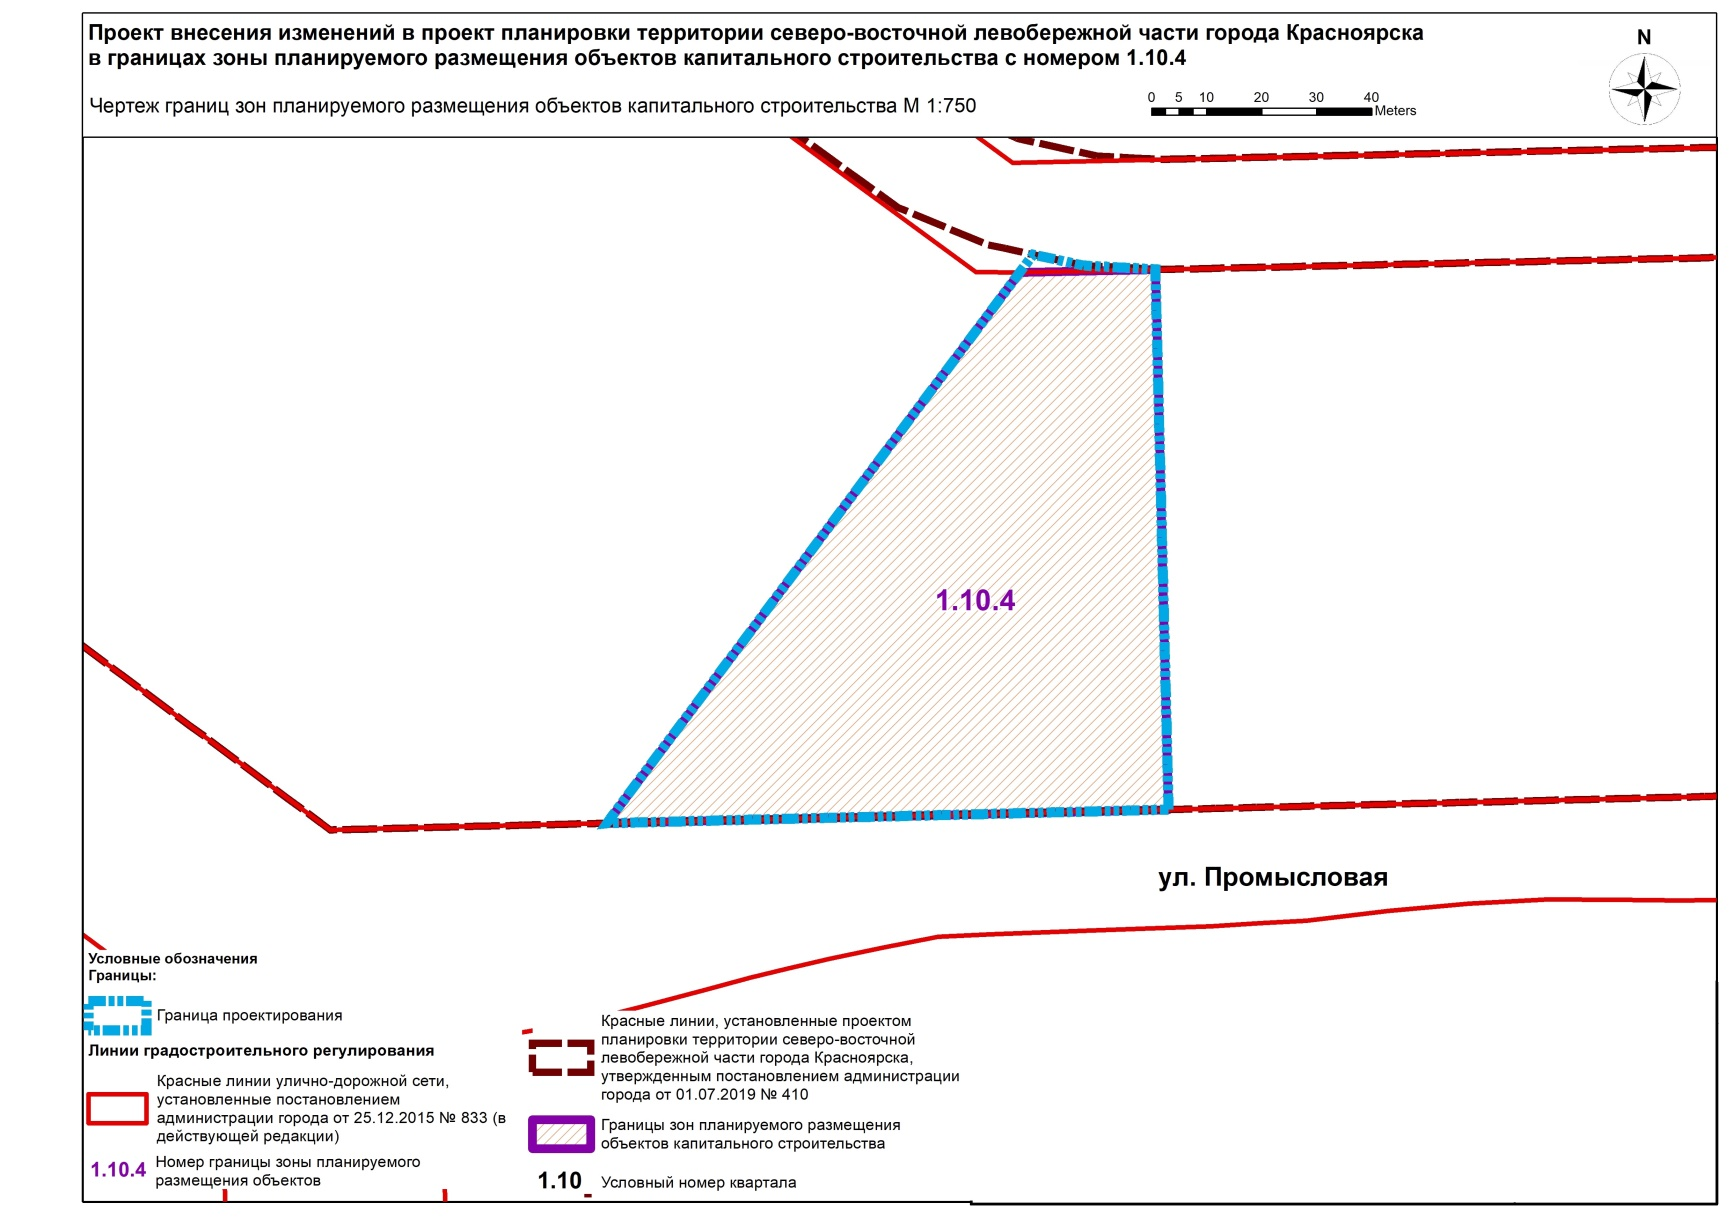 Проект внесения изменений в проект планировки территории северо-восточной левобережной части города Красноярска
в границах зоны планируемого размещения объектов капитального строительства с номером 1.10.4
Чертеж границ зон планируемого размещения объектов капитального строительства М 1:750
0 5 10 20 30 40
Meters
N
1.10.4
ул. Промысловая
Условные обозначения
Границы:
Граница проектирования
Линии градостроительного регулирования
Красные линии улично-дорожной сети,
установленные постановлением
администрации города от 25.12.2015 № 833 (в
действующей редакции)
1.10.4 Номер границы зоны планируемого
размещения объектов
Красные линии, установленные проектом
планировки территории северо-восточной
левобережной части города Красноярска,
утвержденным постановлением администрации
города от 01.07.2019 № 410
Границы зон планируемого размещения
объектов капитального строительства
1.10 Условный номер квартала